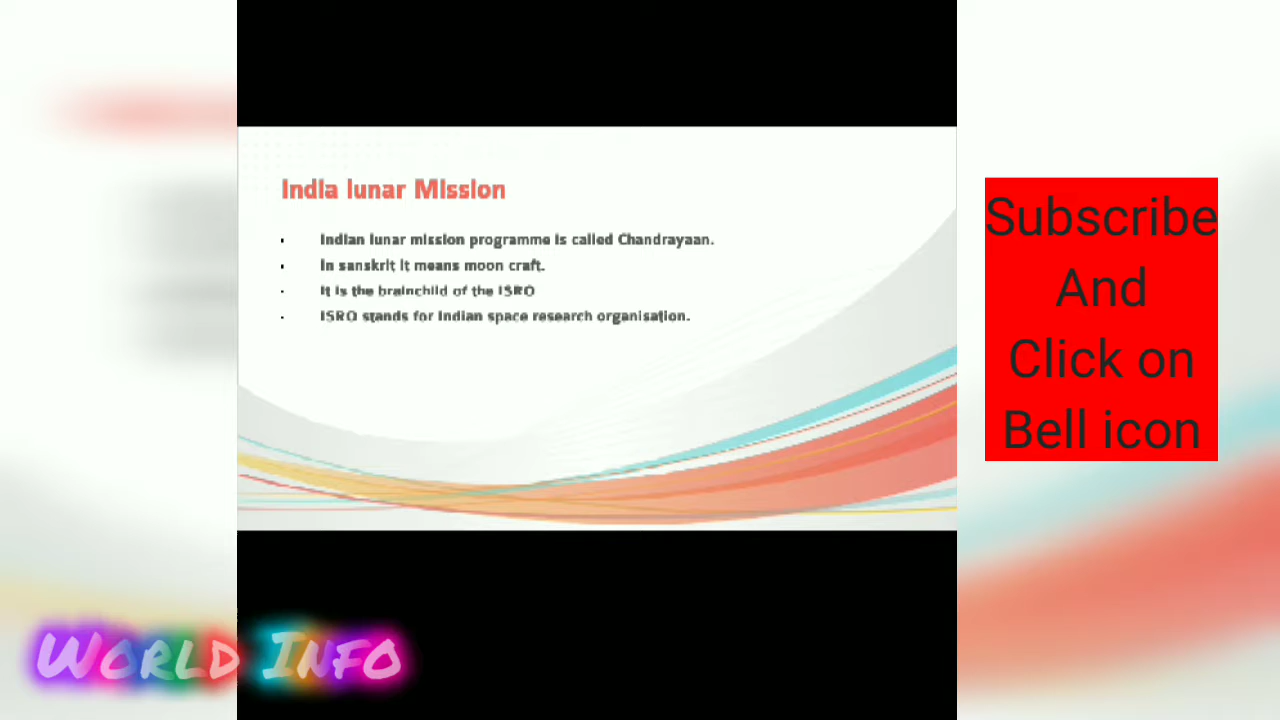 India lunar Mission
Indian lunar mission programme is called Chandrayaan.
In sanskrit it means moon craft.
It is the brainchild of the ISRO
ISRO stands for Indian space research organisation.
Subscribe
And
Click on
Bell icon
WORLD INFO